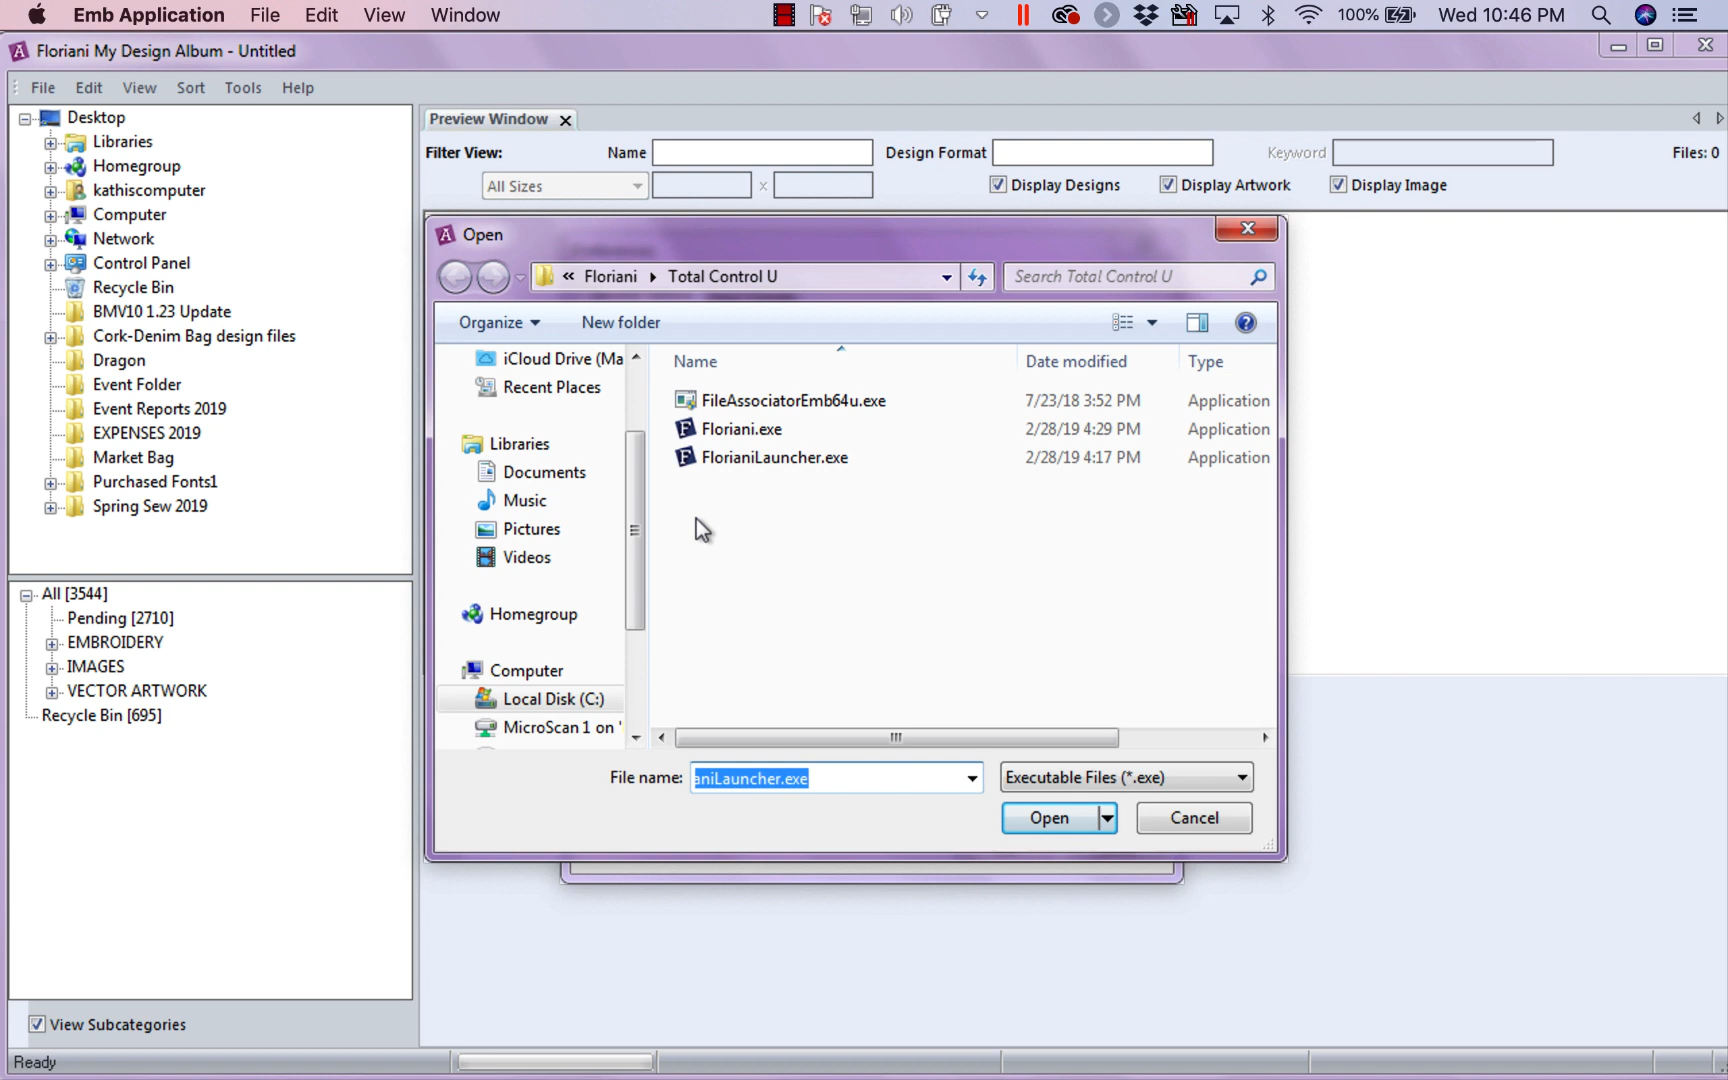 Emb Application File Edit View Window 100% Wed 10:46 PM
Floriani My Design Album - Untitled
File Edit View Sort Tools Help
Desktop
Libraries
Homegroup
kathiscomputer
Computer
Network
Control Panel
Recycle Bin
BMV10 1.23 Update
Cork-Denim Bag design files
Dragon
Event Folder
Event Reports 2019
EXPENSES 2019
Market Bag
Purchased Fonts1
Spring Sew 2019
All [3544]
Pending [2710]
EMBROIDERY
IMAGES
VECTOR ARTWORK
Recycle Bin [695]
View Subcategories
Ready
Preview Window
Filter View: Name Design Format Keyword Files: 0
All Sizes x Display Designs Display Artwork Display Image
Open
« Floriani Total Control U Search Total Control U
Organize New folder
iCloud Drive (Ma
Recent Places
Libraries
Documents
Music
Pictures
Videos
Homegroup
Computer
Local Disk (C:)
MicroScan 1 on '
Name Date modified Type
FileAssociatorEmb64u.exe 7/23/18 3:52 PM Application
Floriani.exe 2/28/19 4:29 PM Application
FlorianiLauncher.exe 2/28/19 4:17 PM Application
File name: aniLauncher.exe Executable Files (*.exe)
Open Cancel